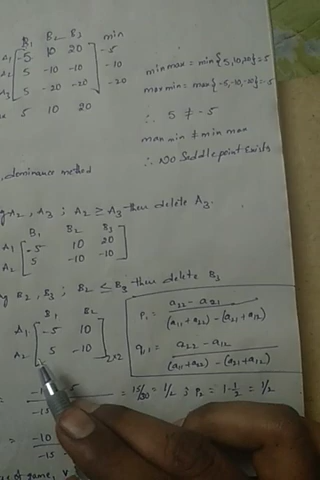 B₁ B₂ B₃ min
A₁ -5 10 20 -5
A₂ 5 -10 -10 -10
A₃ 5 -20 -20 -20
5 10 20
min max = min{5,10,20}=5
max min = max{-5,-10,-20}=-5
∴ 5 ≠ -5
max min ≠ min max
∴ No Saddle point Exists
dominance method
A₂, A₃ ; A₂ ≥ A₃ then delete A₃.
B₁ B₂ B₃
A₁ -5 10 20
A₂ 5 -10 -10
B₂, B₃ ; B₂ ≤ B₃ then delete B₃
B₁ B₂
A₁ -5 10
A₂ 5 -10 2×2
P₁ = a₂₂ - a₂₁ / (a₁₁+a₂₂) - (a₂₁+a₁₂)
q₁ = a₂₂ - a₁₂ / (a₁₁+a₂₂) - (a₂₁+a₁₂)
= 1/2 ; P₂ = 1 - 1/2 = 1/2
= -10
of game, v